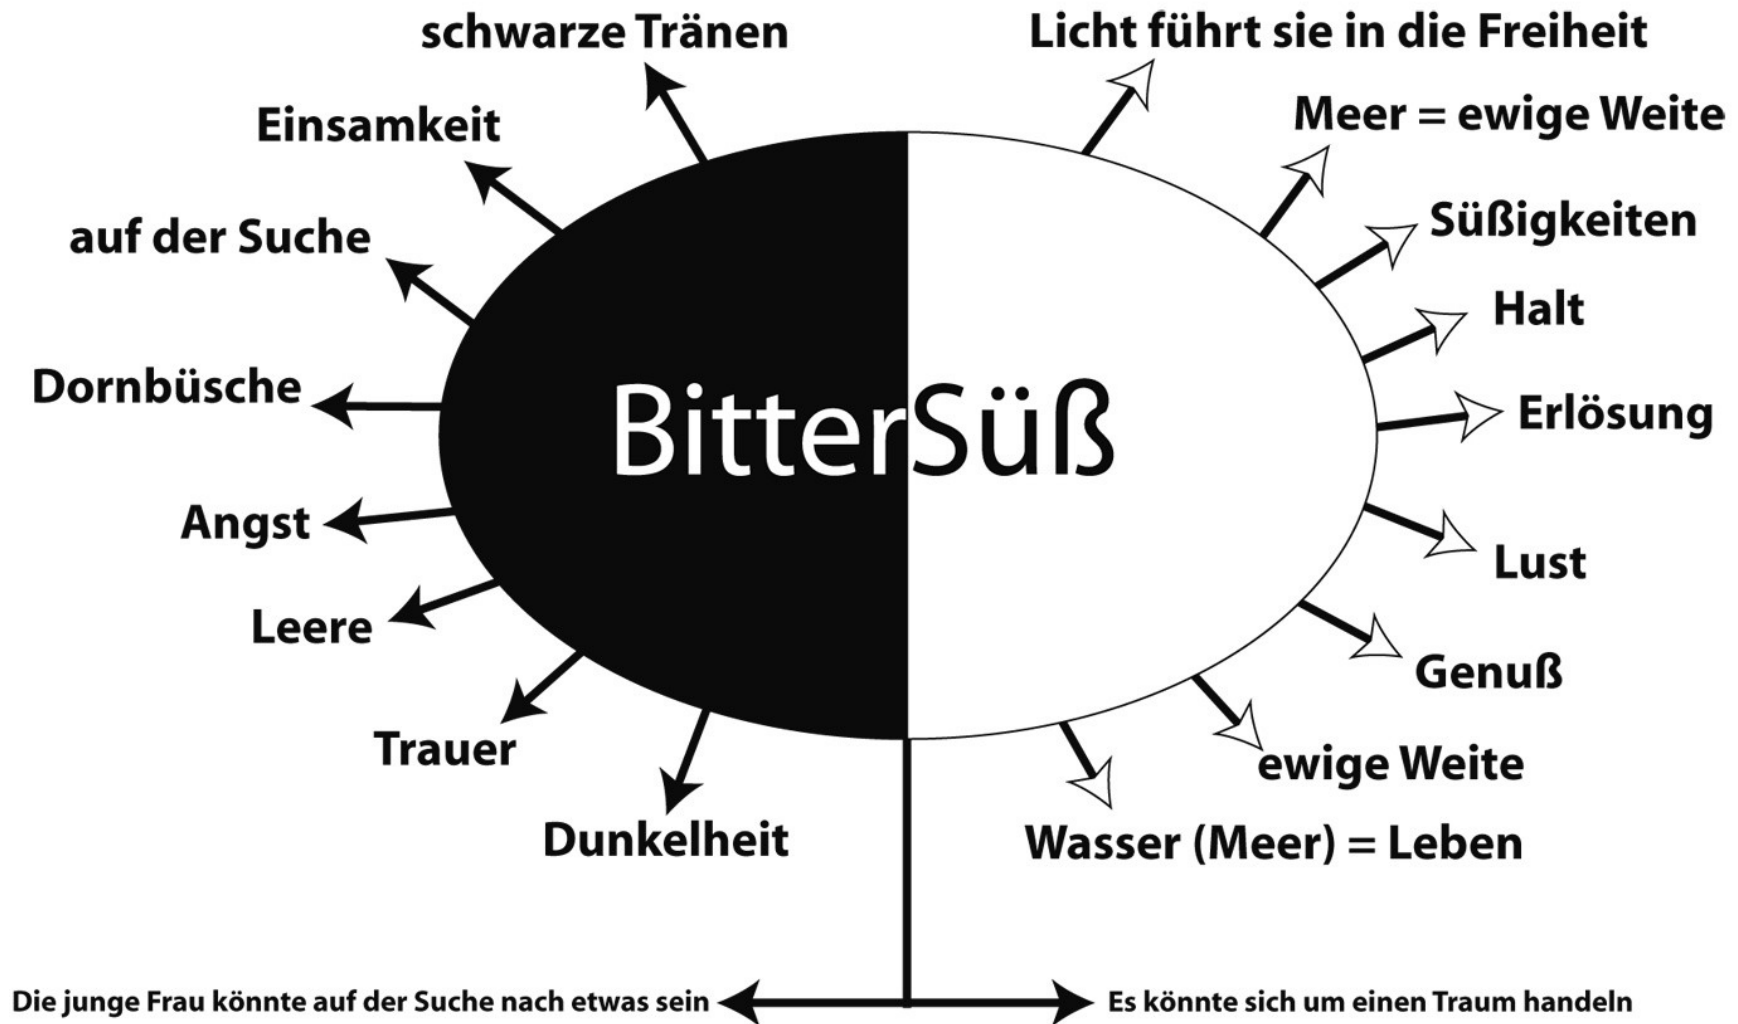 schwarze Tränen
Einsamkeit
auf der Suche
Dornbüsche
Angst
Leere
Trauer
Dunkelheit
BitterSüß
Licht führt sie in die Freiheit
Meer = ewige Weite
Süßigkeiten
Halt
Erlösung
Lust
Genuß
ewige Weite
Wasser (Meer) = Leben
Die junge Frau könnte auf der Suche nach etwas sein
Es könnte sich um einen Traum handeln